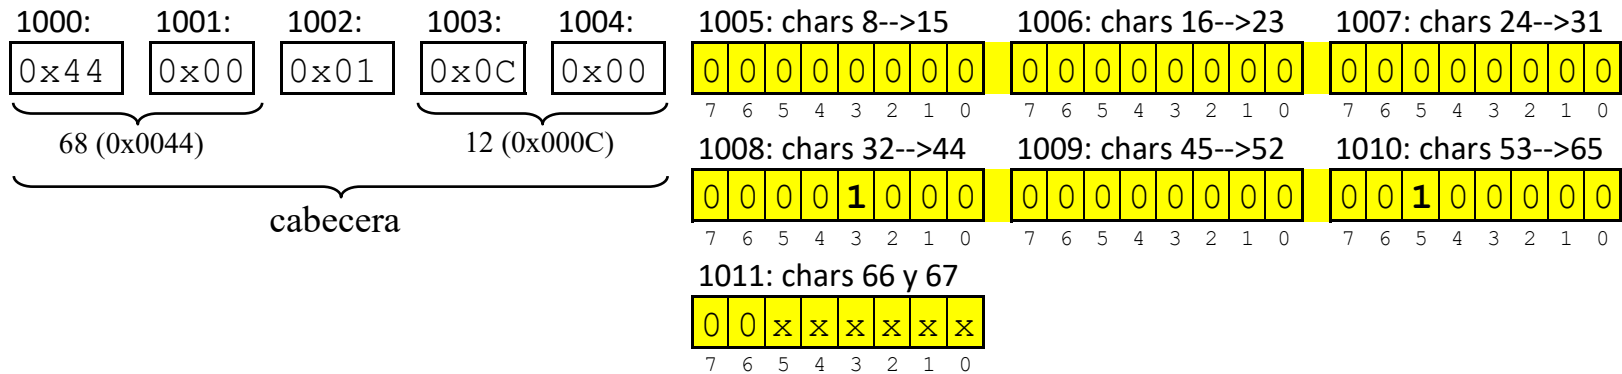 1000: 1001: 1002: 1003: 1004: 1005: chars 8-->15 1006: chars 16-->23 1007: chars 24-->31
0x44 0x00 0x01 0x0C 0x00 0 0 0 0 0 0 0 0 0 0 0 0 0 0 0 0 0 0 0 0 0 0 0 0
7 6 5 4 3 2 1 0 7 6 5 4 3 2 1 0 7 6 5 4 3 2 1 0
68 (0x0044) 12 (0x000C) 1008: chars 32-->44 1009: chars 45-->52 1010: chars 53-->65
0 0 0 0 1 0 0 0 0 0 0 0 0 0 0 0 0 0 1 0 0 0 0 0
cabecera 7 6 5 4 3 2 1 0 7 6 5 4 3 2 1 0 7 6 5 4 3 2 1 0
1011: chars 66 y 67
0 0 x x x x x x
7 6 5 4 3 2 1 0